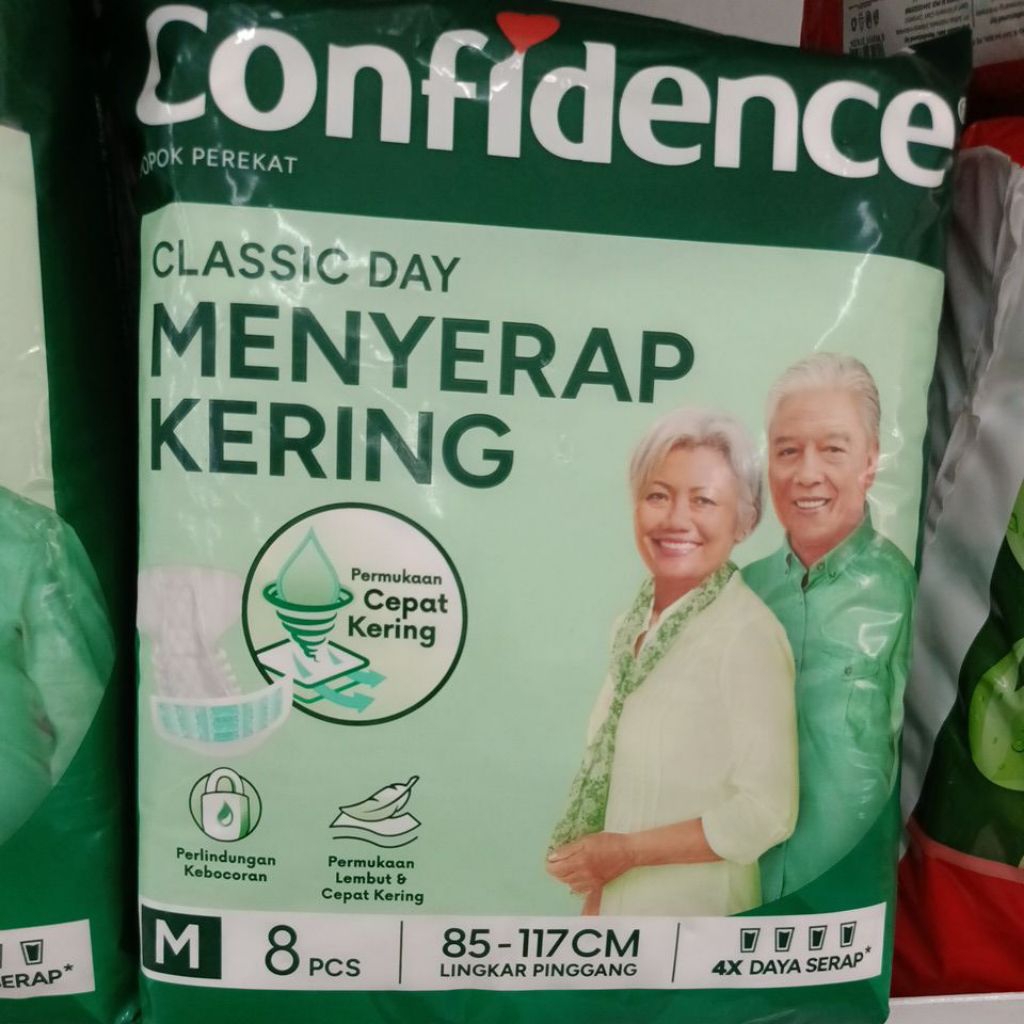 Confidence
POPOK PEREKAT
CLASSIC DAY
MENYERAP
KERING
Permukaan
Cepat
Kering
Perlindungan
Kebocoran
Permukaan
Lembut &
Cepat Kering
M
8 PCS
85-117CM
LINGKAR PINGGANG
4X DAYA SERAP*
SERAP*